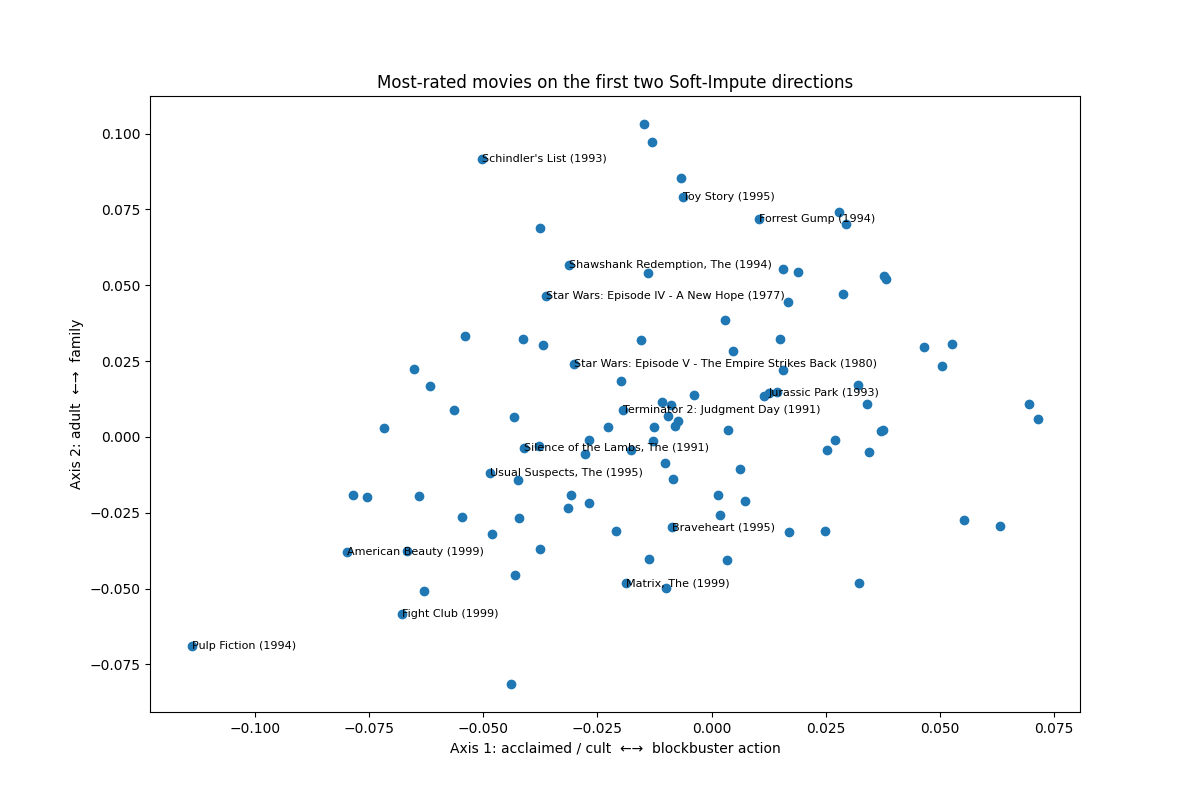 Most-rated movies on the first two Soft-Impute directions
0.100
0.075
0.050
0.025
0.000
−0.025
−0.050
−0.075
Axis 2: adult ←→ family
Schindler's List (1993)
Toy Story (1995)
Forrest Gump (1994)
Shawshank Redemption, The (1994)
Star Wars: Episode IV - A New Hope (1977)
Star Wars: Episode V - The Empire Strikes Back (1980)
Jurassic Park (1993)
Terminator 2: Judgment Day (1991)
Silence of the Lambs, The (1991)
Usual Suspects, The (1995)
Braveheart (1995)
American Beauty (1999)
Matrix, The (1999)
Fight Club (1999)
Pulp Fiction (1994)
−0.100
−0.075
−0.050
−0.025
0.000
0.025
0.050
0.075
Axis 1: acclaimed / cult ←→ blockbuster action